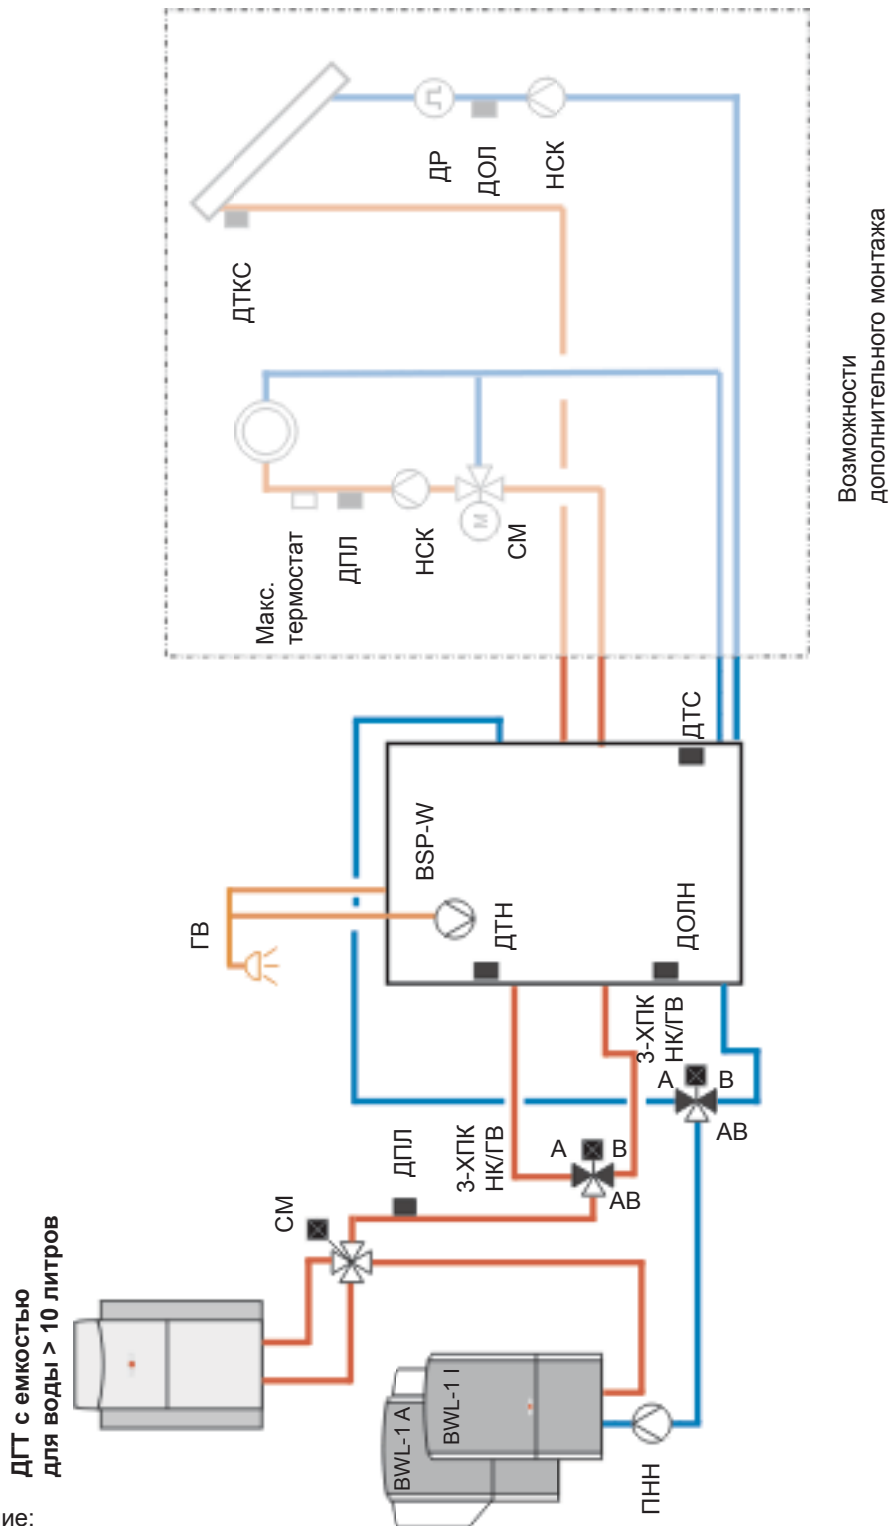 ДГТ с емкостью
для воды > 10 литров
ие:
BWL-1 A
BWL-1 I
ПНН
СМ
ДПЛ
3-ХПК
НК/ГВ
A
B
AB
3-ХПК
НК/ГВ
A
B
AB
ГВ
BSP-W
ДТН
ДОЛН
ДТС
Макс.
термостат
ДПЛ
НСК
СМ
M
ДТКС
ДР
ДОЛ
НСК
Возможности
дополнительного монтажа